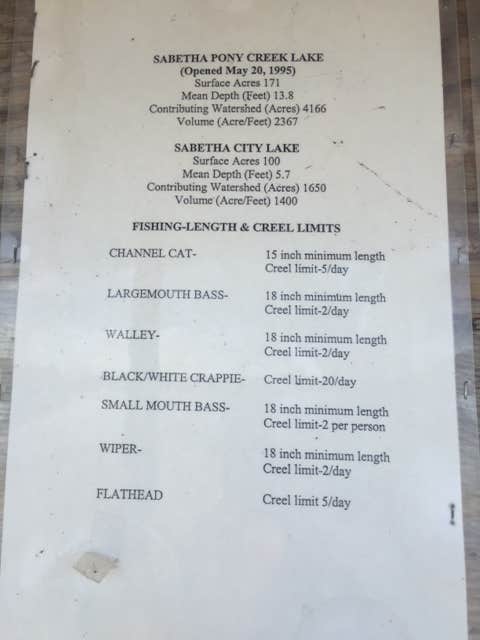 SABETHA PONY CREEK LAKE
(Opened May 20, 1995)
Surface Acres 171
Mean Depth (Feet) 13.8
Contributing Watershed (Acres) 4166
Volume (Acre/Feet) 2367
SABETHA CITY LAKE
Surface Acres 100
Mean Depth (Feet) 5.7
Contributing Watershed (Acres) 1650
Volume (Acre/Feet) 1400
FISHING-LENGTH & CREEL LIMITS
CHANNEL CAT- 15 inch minimum length
Creel limit-5/day
LARGEMOUTH BASS- 18 inch minimum length
Creel limit-2/day
WALLEY- 18 inch minimum length
Creel limit-2/day
BLACK/WHITE CRAPPIE- Creel limit-20/day
SMALL MOUTH BASS- 18 inch minimum length
Creel limit-2 per person
WIPER- 18 inch minimum length
Creel limit-2/day
FLATHEAD Creel limit 5/day